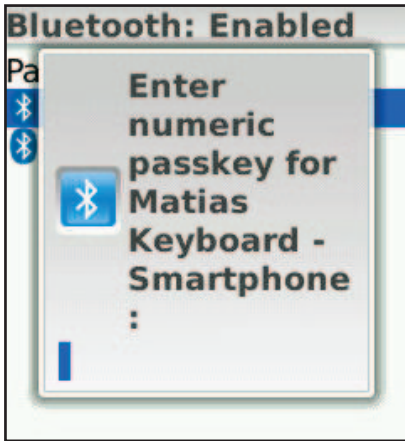 Bluetooth: Enabled
Pa
Enter
numeric
passkey for
Matias
Keyboard -
Smartphone
: